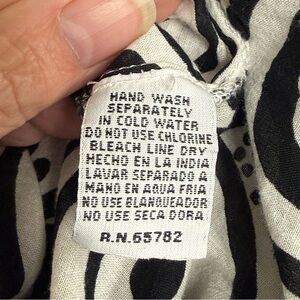 HAND WASH
SEPARATELY
IN COLD WATER
DO NOT USE CHLORINE
BLEACH LINE DRY
HECHO EN LA INDIA
LAVAR SEPARADO A
MANO EN AQUA FRIA
NO USE BLANQUEADOR
NO USE SECA DORA
R.N.65782